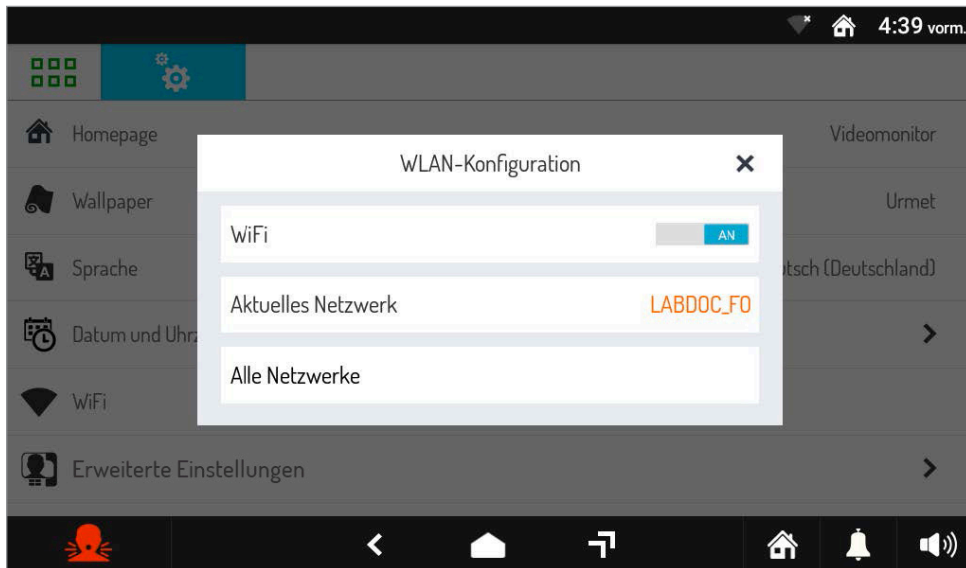 4:39 vorm.
Homepage
Videomonitor
WLAN-Konfiguration
Wallpaper
Urmet
WiFi
AN
Sprache
tsch (Deutschland)
Aktuelles Netzwerk
LABDOC_FO
Datum und Uhrz
Alle Netzwerke
WiFi
Erweiterte Einstellungen